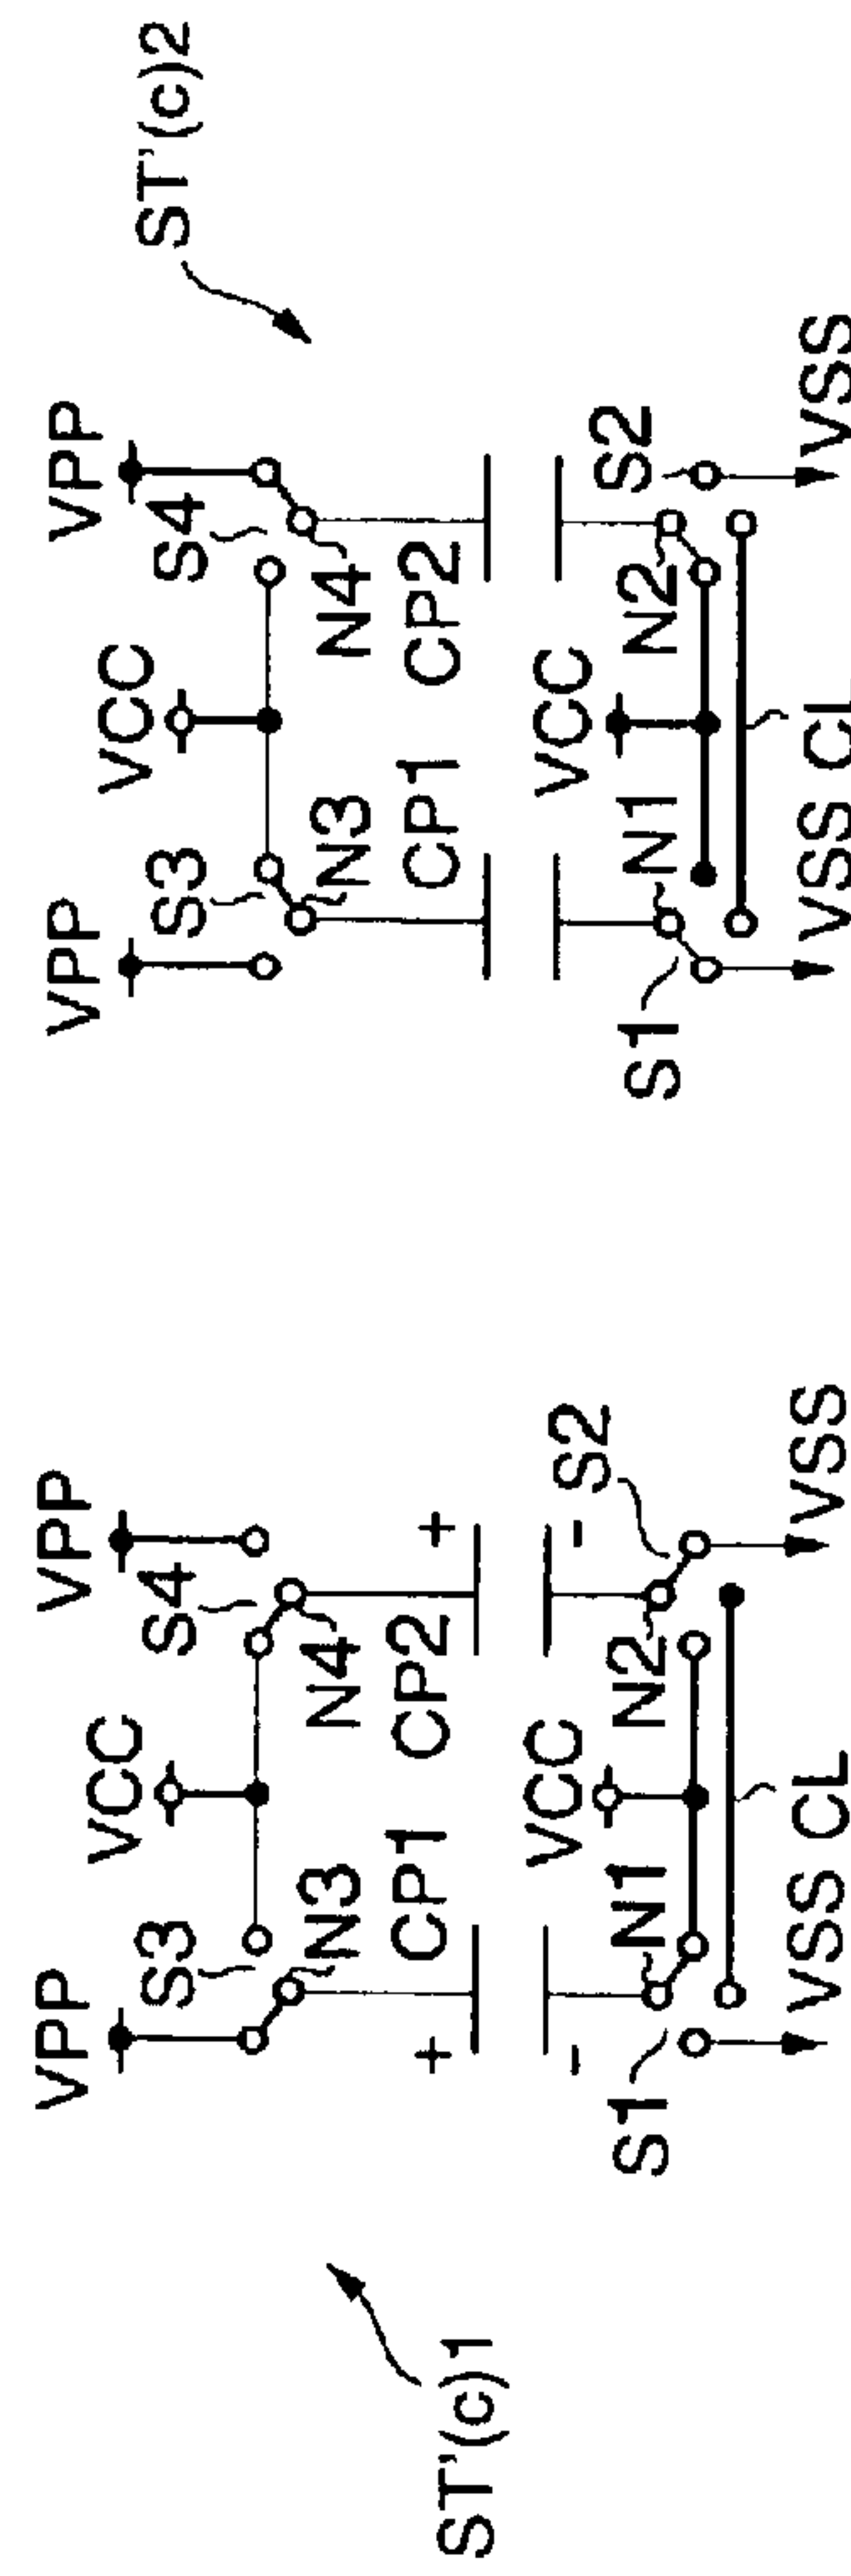 ST'(c)1
VPP
VCC
VPP
S3
S4
N3
N4
CP1
CP2
+
+
-
-
VCC
N1
N2
S1
S2
VSS
CL
VSS
ST'(c)2
VPP
VCC
VPP
S3
S4
N3
N4
CP1
CP2
VCC
N1
N2
S1
S2
VSS
CL
VSS